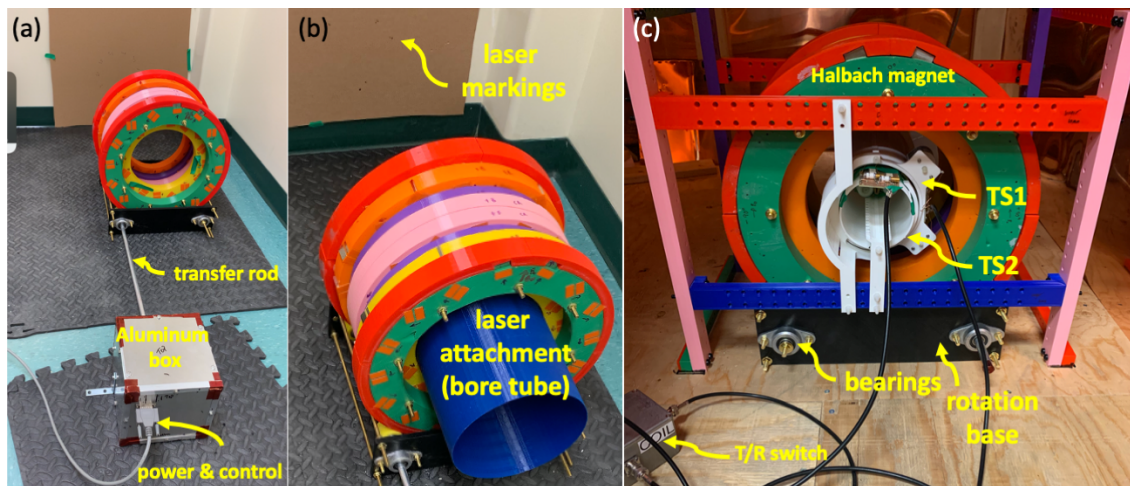 (a)
transfer rod
Aluminum
box
power & control
(b)
laser
markings
laser
attachment
(bore tube)
(c)
Halbach magnet
TS1
TS2
bearings
rotation
base
COIL
T/R switch